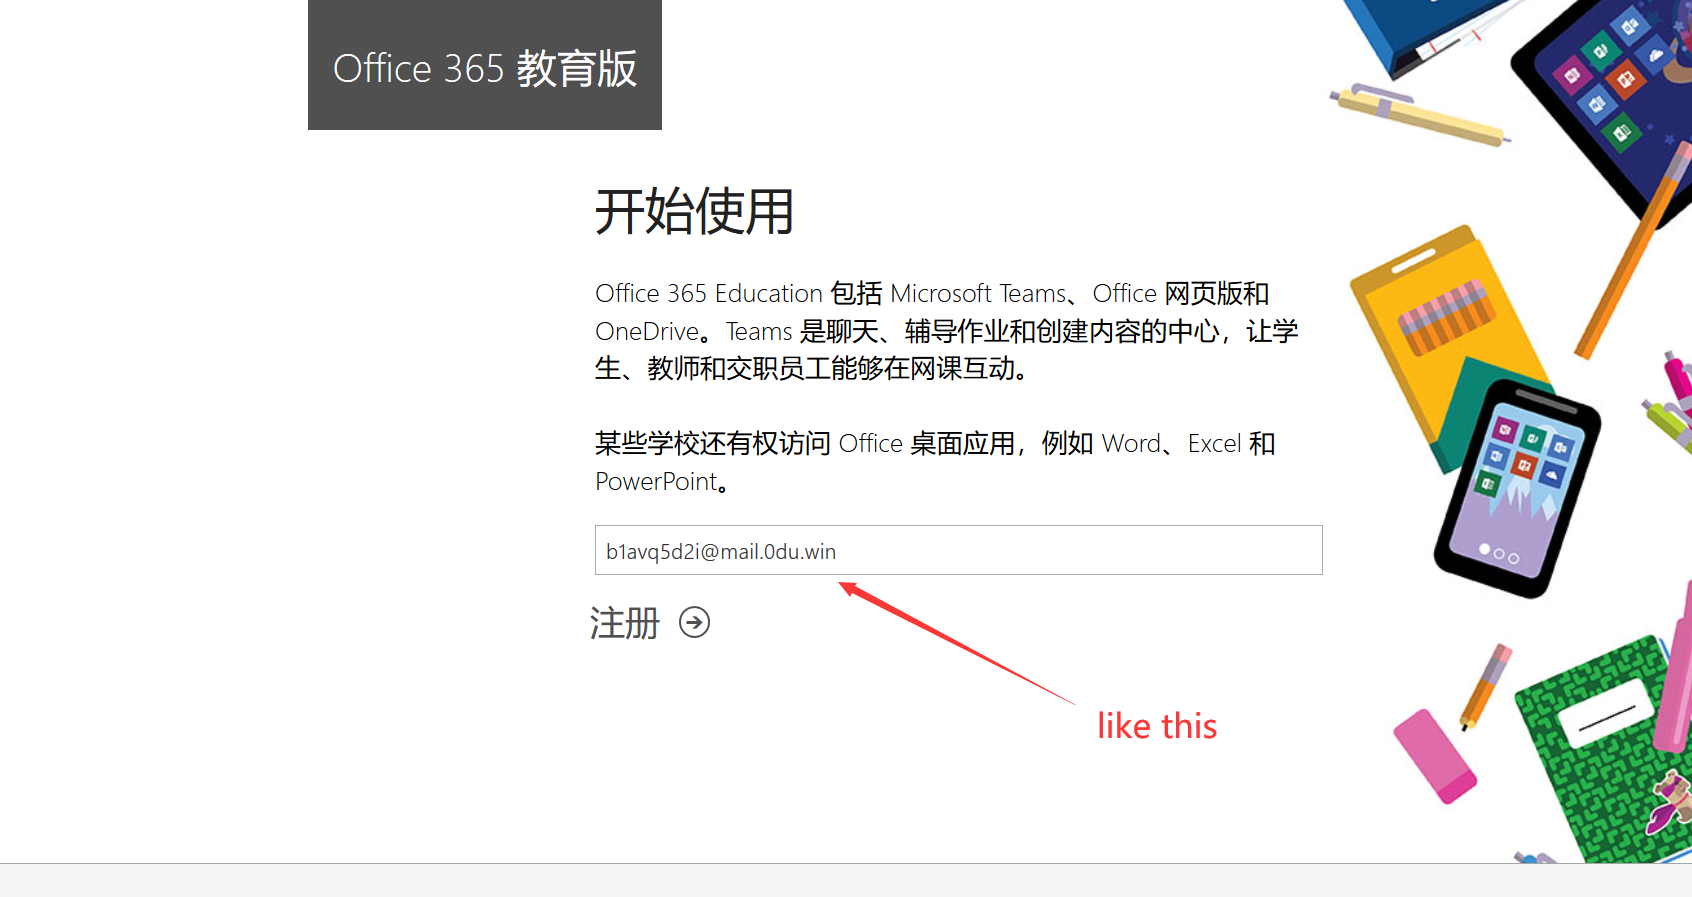 Office 365 教育版
开始使用
Office 365 Education 包括 Microsoft Teams、Office 网页版和
OneDrive。Teams 是聊天、辅导作业和创建内容的中心，让学
生、教师和交职员工能够在网课互动。
某些学校还有权访问 Office 桌面应用，例如 Word、Excel 和
PowerPoint。
b1avq5d2i@mail.0du.win
注册
like this